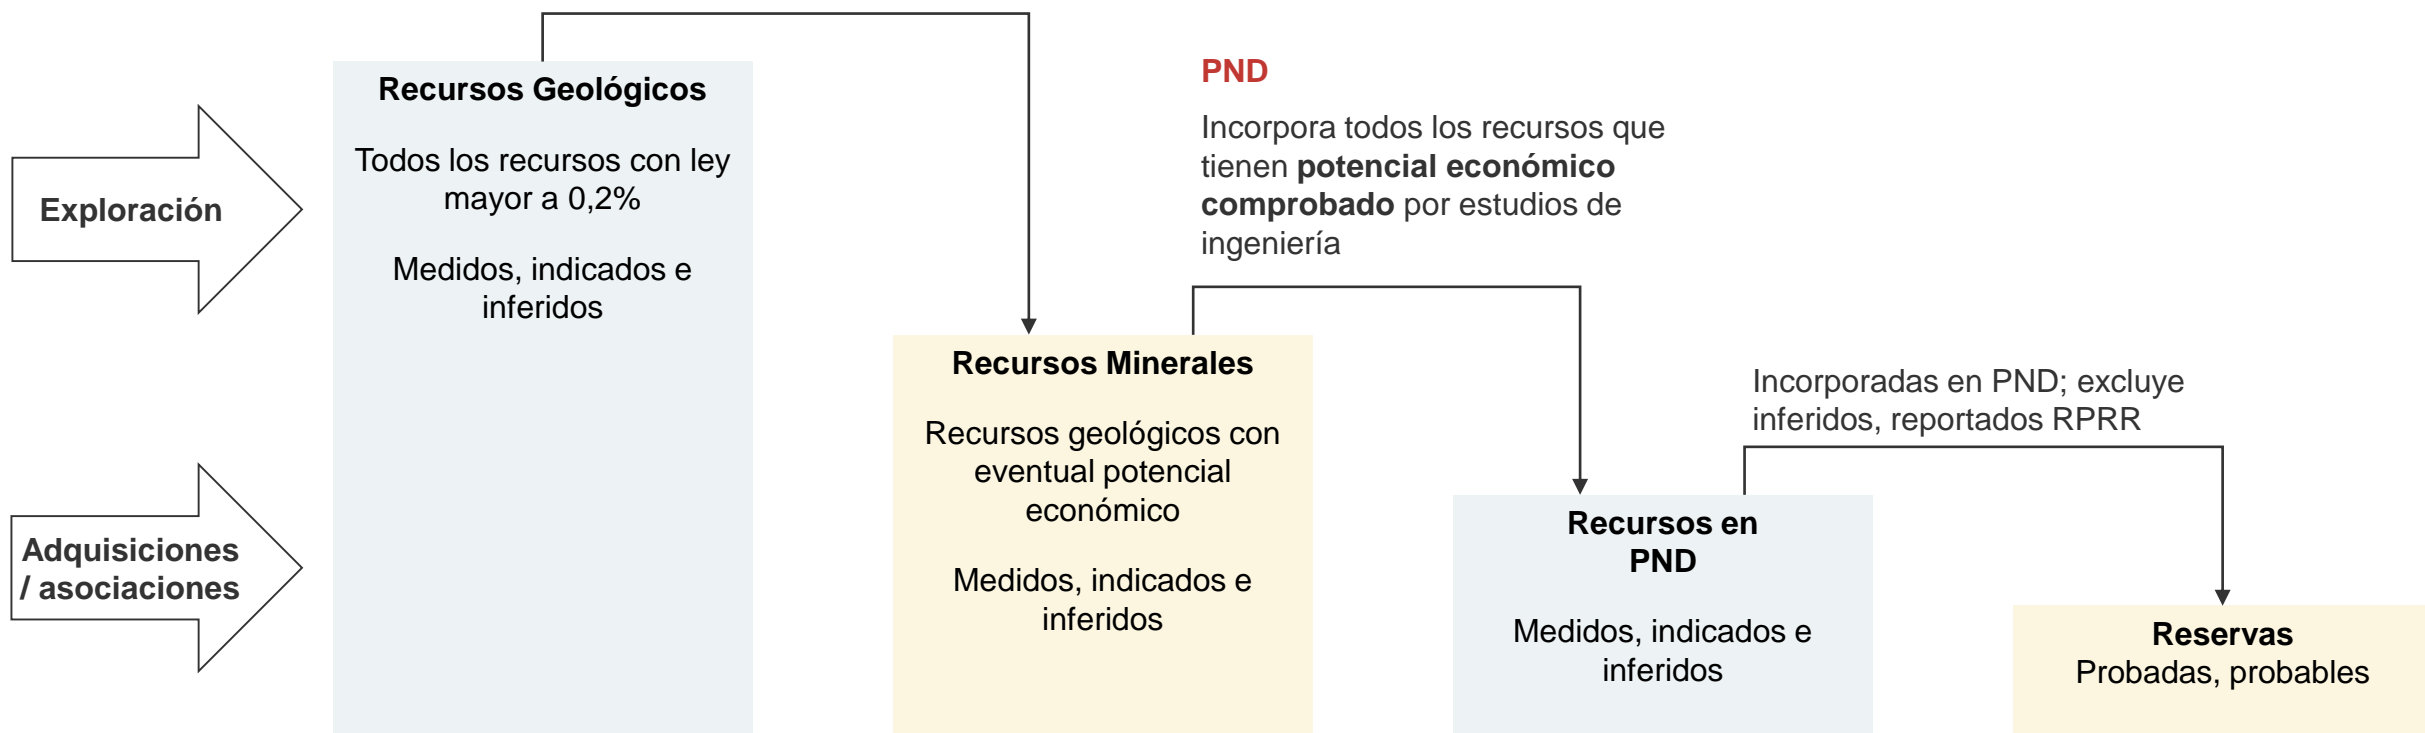 Exploración
Adquisiciones
/ asociaciones
Recursos Geológicos
Todos los recursos con ley
mayor a 0,2%
Medidos, indicados e
inferidos
Recursos Minerales
Recursos geológicos con
eventual potencial
económico
Medidos, indicados e
inferidos
PND
Incorpora todos los recursos que
tienen potencial económico
comprobado por estudios de
ingeniería
Recursos en
PND
Medidos, indicados e
inferidos
Incorporadas en PND; excluye
inferidos, reportados RPRR
Reservas
Probadas, probables